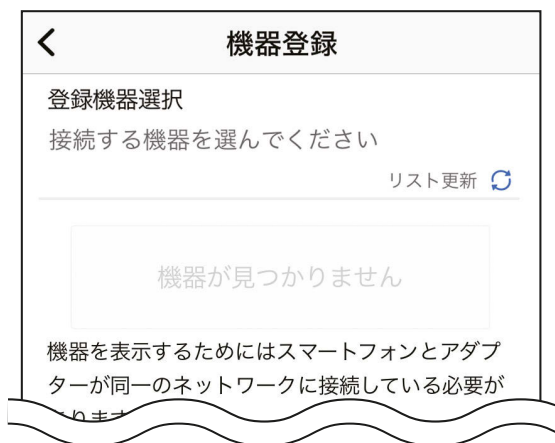 機器登録
登録機器選択
接続する機器を選んでください
リスト更新
機器が見つかりません
機器を表示するためにはスマートフォンとアダプ
ターが同一のネットワークに接続している必要が